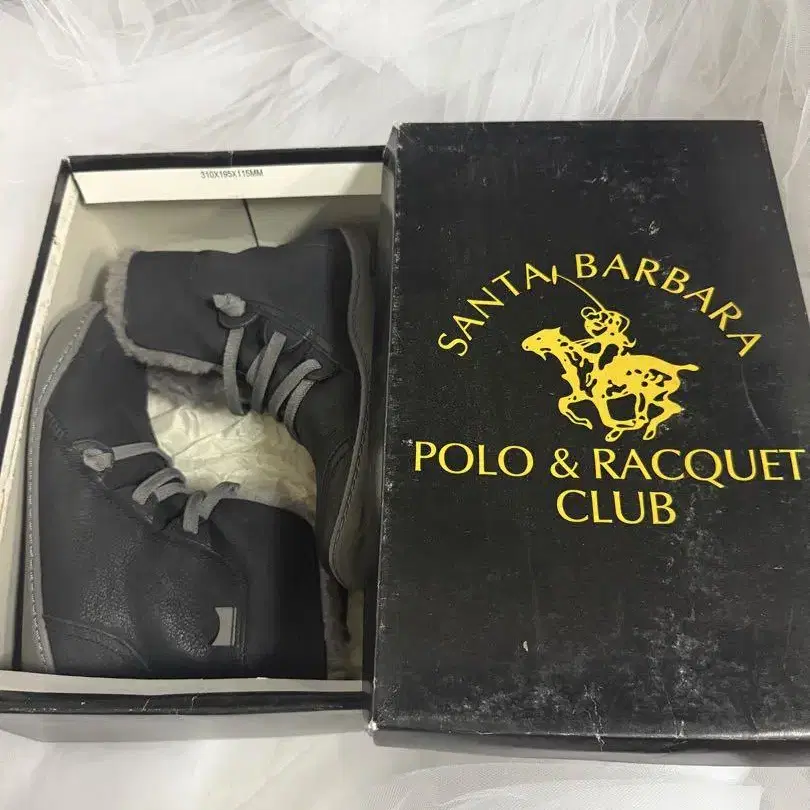 310X195X115MM
SANTA BARBARA
POLO & RACQUET
CLUB